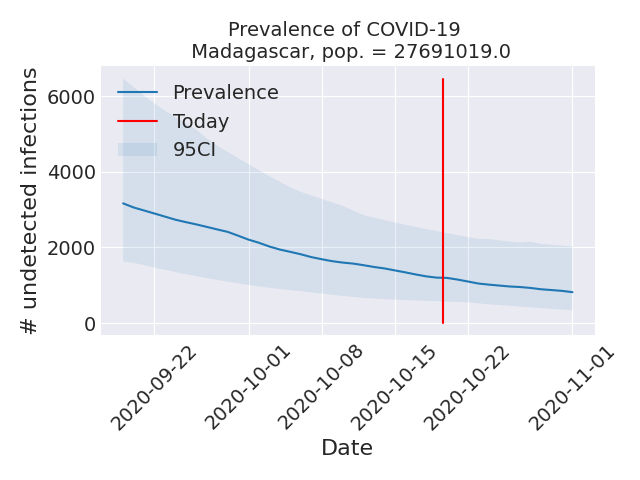 Prevalence of COVID-19
Madagascar, pop. = 27691019.0
# undetected infections
6000
4000
2000
0
Prevalence
Today
95CI
2020-09-22
2020-10-01
2020-10-08
2020-10-15
2020-10-22
2020-11-01
Date